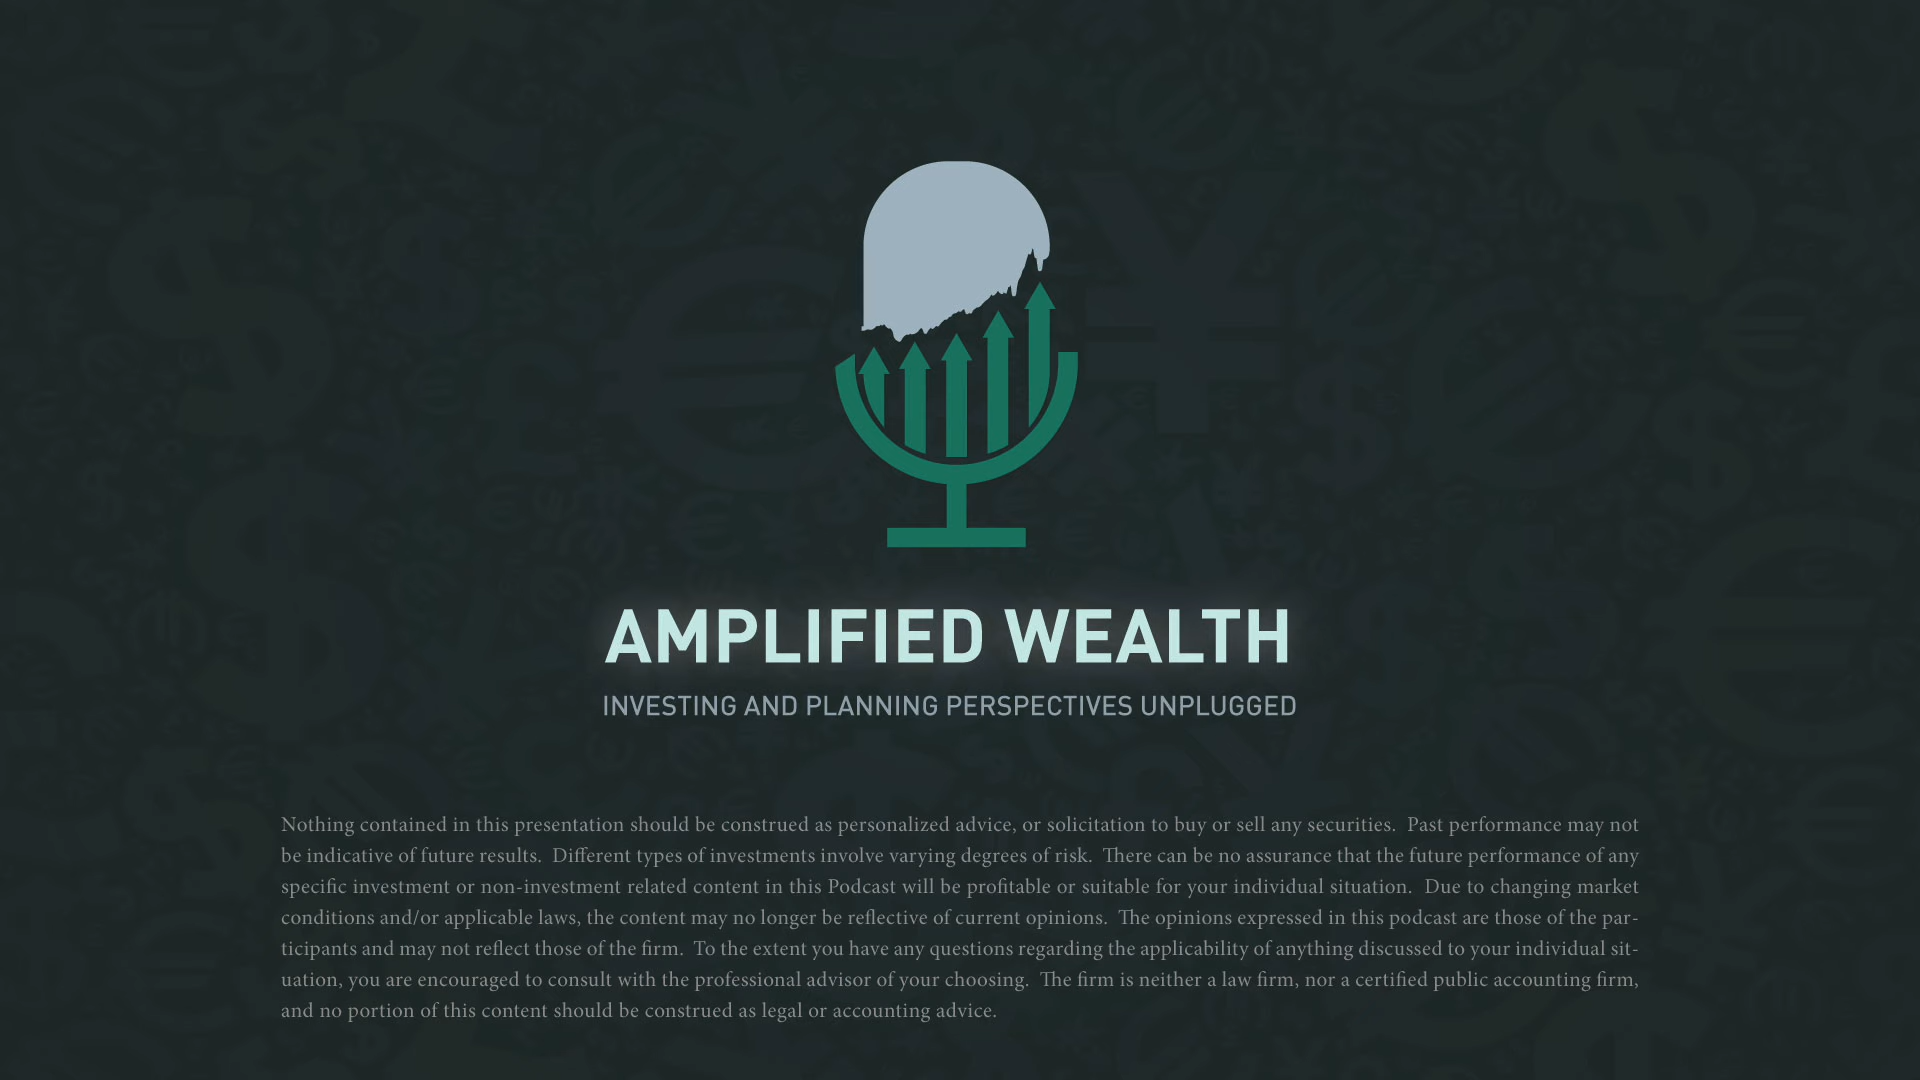 AMPLIFIED WEALTH
INVESTING AND PLANNING PERSPECTIVES UNPLUGGED
Nothing contained in this presentation should be construed as personalized advice, or solicitation to buy or sell any securities.  Past performance may not
be indicative of future results.  Different types of investments involve varying degrees of risk.  There can be no assurance that the future performance of any
specific investment or non-investment related content in this Podcast will be profitable or suitable for your individual situation.  Due to changing market
conditions and/or applicable laws, the content may no longer be reflective of current opinions.  The opinions expressed in this podcast are those of the par-
ticipants and may not reflect those of the firm.  To the extent you have any questions regarding the applicability of anything discussed to your individual sit-
uation, you are encouraged to consult with the professional advisor of your choosing.  The firm is neither a law firm, nor a certified public accounting firm,
and no portion of this content should be construed as legal or accounting advice.